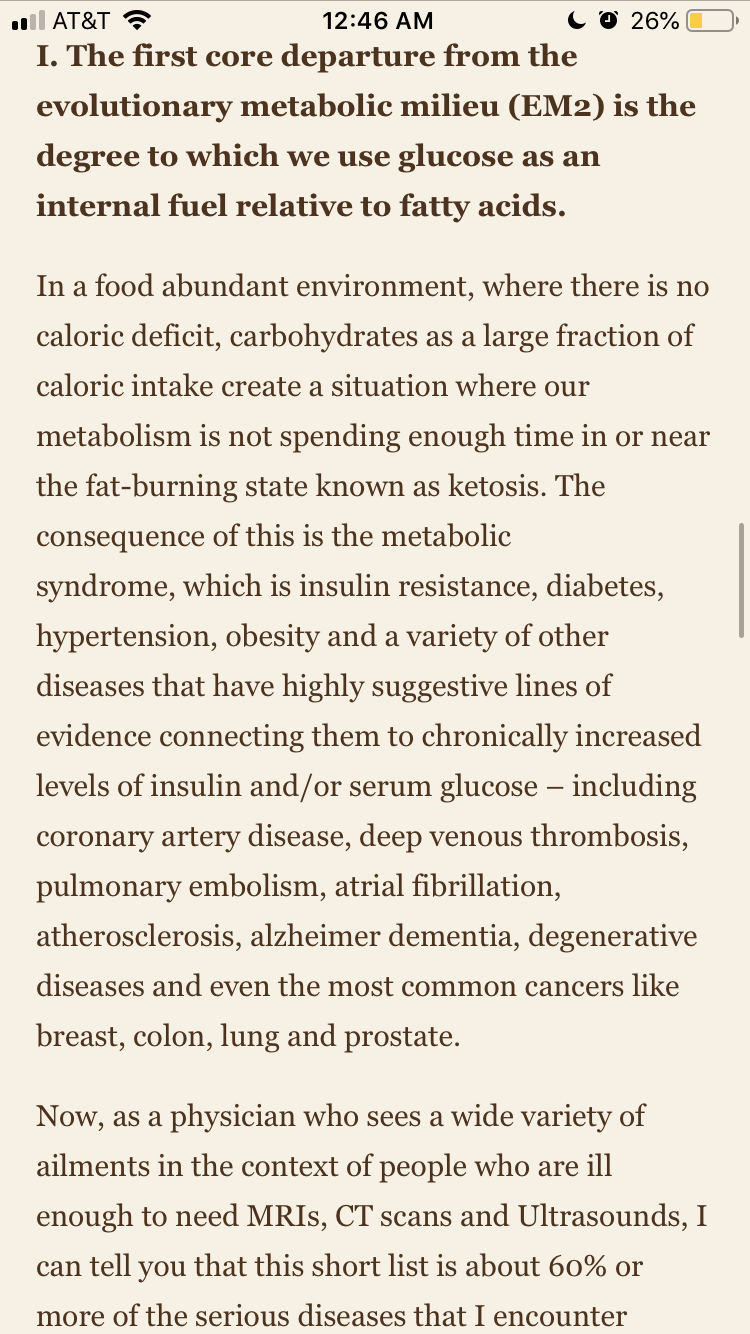 AT&T 12:46 AM 26%
I. The first core departure from the
evolutionary metabolic milieu (EM2) is the
degree to which we use glucose as an
internal fuel relative to fatty acids.
In a food abundant environment, where there is no
caloric deficit, carbohydrates as a large fraction of
caloric intake create a situation where our
metabolism is not spending enough time in or near
the fat-burning state known as ketosis. The
consequence of this is the metabolic
syndrome, which is insulin resistance, diabetes,
hypertension, obesity and a variety of other
diseases that have highly suggestive lines of
evidence connecting them to chronically increased
levels of insulin and/or serum glucose – including
coronary artery disease, deep venous thrombosis,
pulmonary embolism, atrial fibrillation,
atherosclerosis, alzheimer dementia, degenerative
diseases and even the most common cancers like
breast, colon, lung and prostate.
Now, as a physician who sees a wide variety of
ailments in the context of people who are ill
enough to need MRIs, CT scans and Ultrasounds, I
can tell you that this short list is about 60% or
more of the serious diseases that I encounter